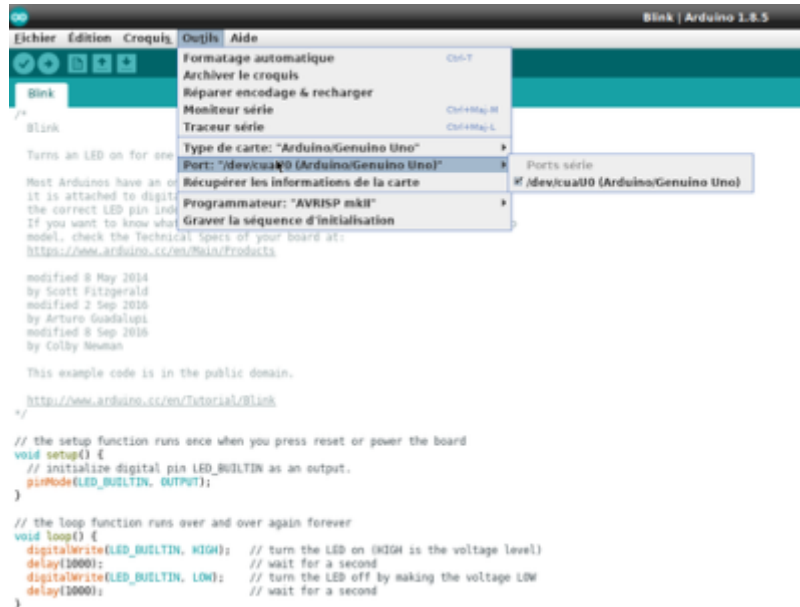 Blink | Arduino 1.8.5
Fichier Édition Croquis Outils Aide
Formatage automatique Ctrl-T
Archiver le croquis
Réparer encodage & recharger
Moniteur série Ctrl+Maj-M
Traceur série Ctrl+Maj-L
Type de carte: "Arduino/Genuino Uno"
Port: "/dev/cuaU0 (Arduino/Genuino Uno)"
Récupérer les informations de la carte
Programmateur: "AVRISP mkII"
Graver la séquence d'initialisation
Ports série
/dev/cuaU0 (Arduino/Genuino Uno)
Blink
/*
Blink
Turns an LED on for one
Most Arduinos have an
it is attached to
the correct LED pin
If you want to know
model, check the Technical Specs of your board at:
https://www.arduino.cc/en/Main/Products
modified 8 May 2014
by Scott Fitzgerald
modified 2 Sep 2016
by Arturo Guadalupi
modified 8 Sep 2016
by Colby Newman
This example code is in the public domain.
http://www.arduino.cc/en/Tutorial/Blink
*/
// the setup function runs once when you press reset or power the board
void setup() {
// initialize digital pin LED_BUILTIN as an output.
pinMode(LED_BUILTIN, OUTPUT);
}
// the loop function runs over and over again forever
void loop() {
digitalWrite(LED_BUILTIN, HIGH); // turn the LED on (HIGH is the voltage level)
delay(1000); // wait for a second
digitalWrite(LED_BUILTIN, LOW); // turn the LED off by making the voltage LOW
delay(1000); // wait for a second
}